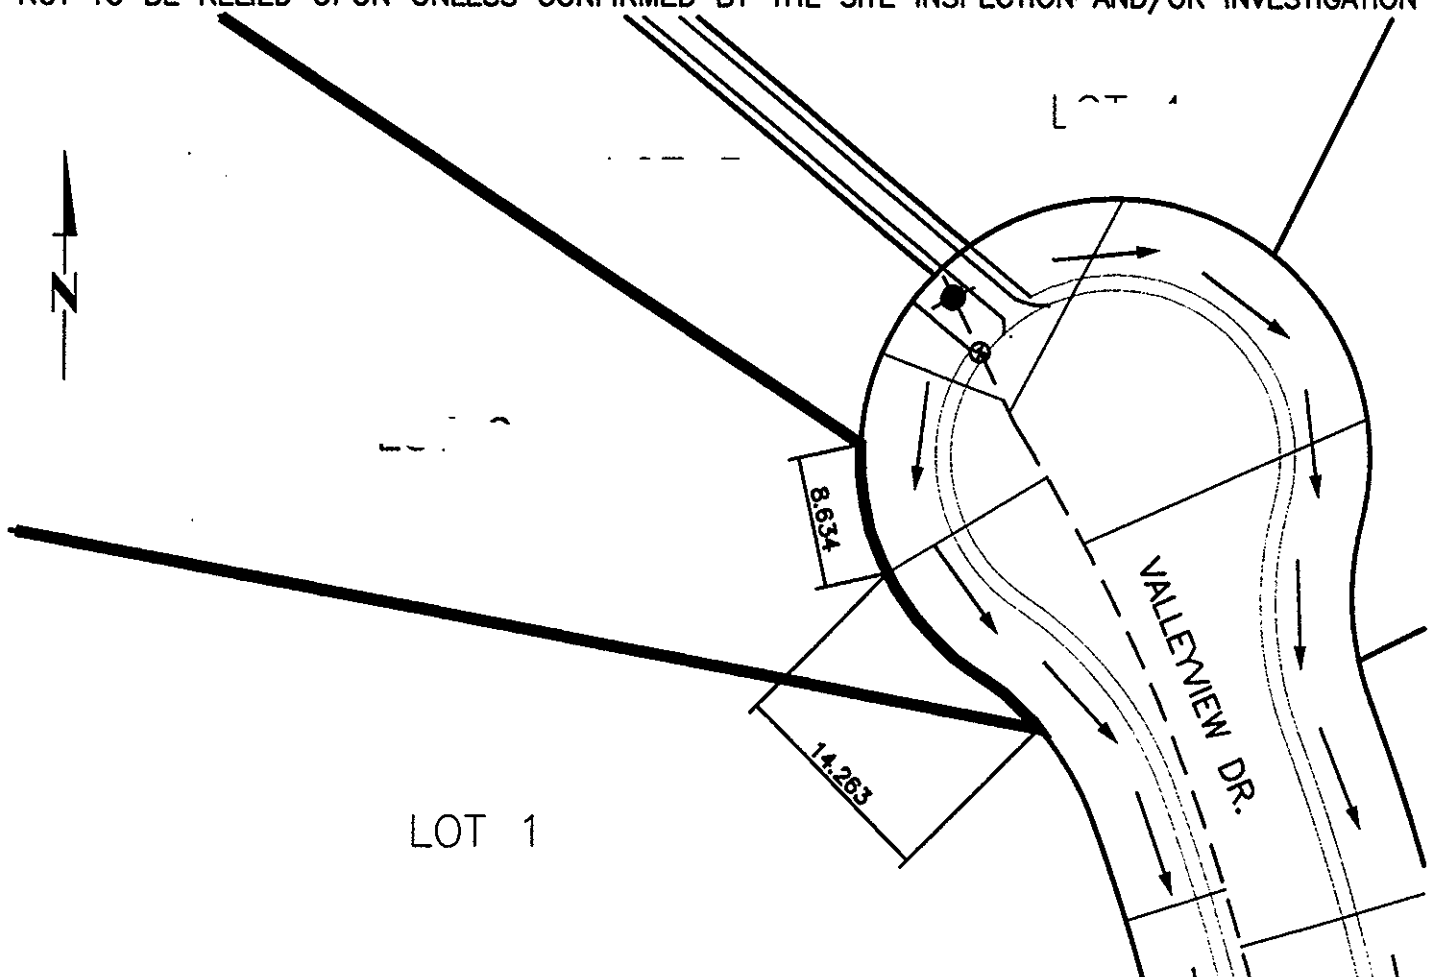 NOT TO BE RELIED UPON UNLESS CONFIRMED BY THE SITE INSPECTION AND/OR INVESTIGATION
N
8.634
VALLEYVIEW DR.
14.263
LOT 1